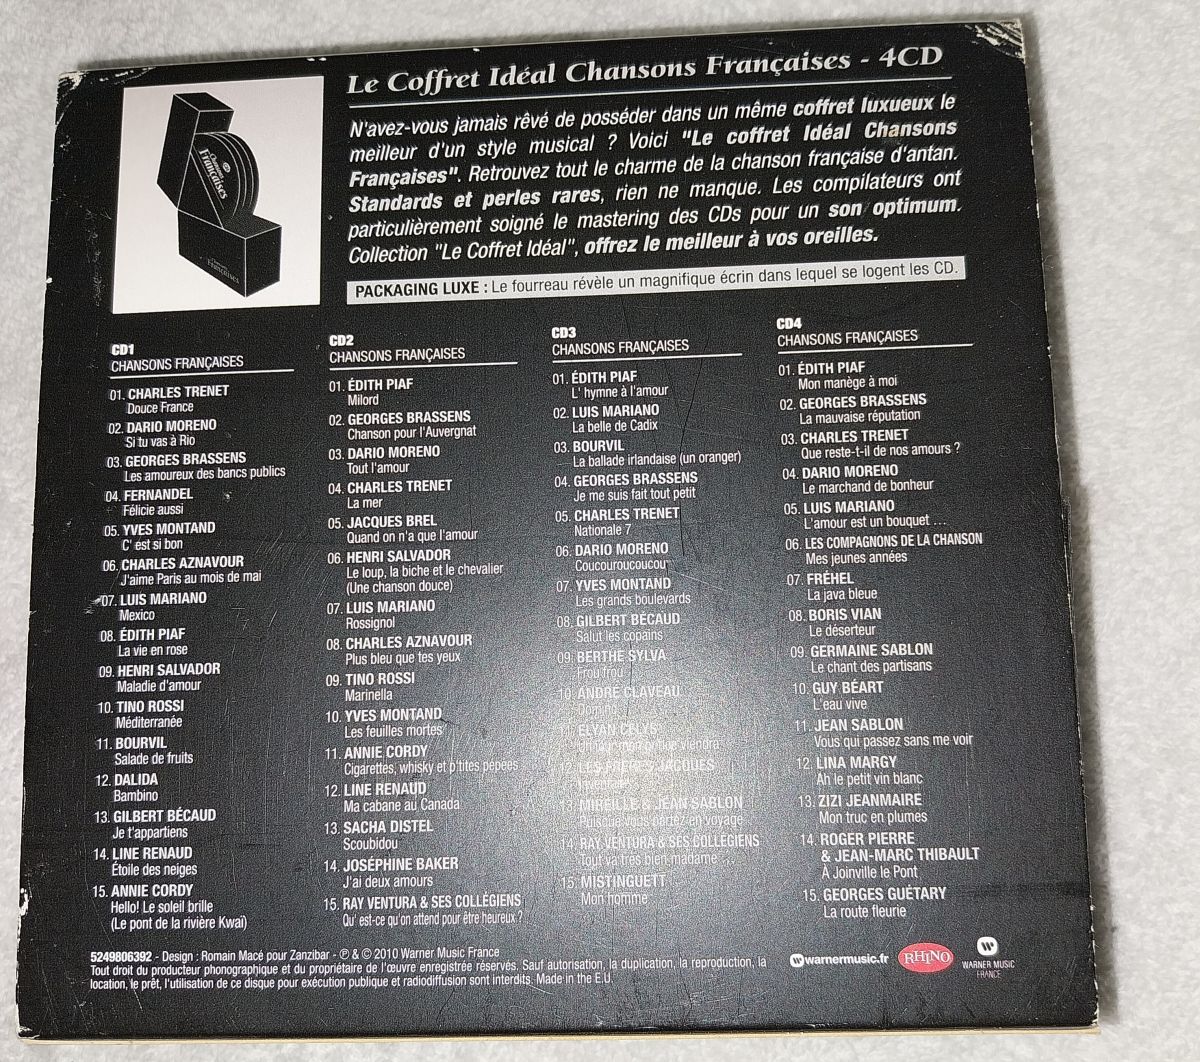 Le Coffret Idéal Chansons Françaises - 4CD
N'avez-vous jamais rêvé de posséder dans un même coffret luxueux le
meilleur d'un style musical ? Voici "Le coffret Idéal Chansons
Françaises". Retrouvez tout le charme de la chanson française d'antan.
Standards et perles rares, rien ne manque. Les compilateurs ont
particulièrement soigné le mastering des CDs pour un son optimum.
Collection "Le Coffret Idéal", offrez le meilleur à vos oreilles.
PACKAGING LUXE : Le fourreau révèle un magnifique écrin dans lequel se logent les CD.
Chansons
Françaises
CD1
CHANSONS FRANÇAISES
01. CHARLES TRENET
Douce France
02. DARIO MORENO
Si tu vas à Rio
03. GEORGES BRASSENS
Les amoureux des bancs publics
04. FERNANDEL
Félicie aussi
05. YVES MONTAND
C' est si bon
06. CHARLES AZNAVOUR
J'aime Paris au mois de mai
07. LUIS MARIANO
Mexico
08. ÉDITH PIAF
La vie en rose
09. HENRI SALVADOR
Maladie d'amour
10. TINO ROSSI
Méditerranée
11. BOURVIL
Salade de fruits
12. DALIDA
Bambino
13. GILBERT BÉCAUD
Je t'appartiens
14. LINE RENAUD
Étoile des neiges
15. ANNIE CORDY
Hello! Le soleil brille
(Le pont de la rivière Kwaï)
CD2
CHANSONS FRANÇAISES
01. ÉDITH PIAF
Milord
02. GEORGES BRASSENS
Chanson pour l'Auvergnat
03. DARIO MORENO
Tout l'amour
04. CHARLES TRENET
La mer
05. JACQUES BREL
Quand on n'a que l'amour
06. HENRI SALVADOR
Le loup, la biche et le chevalier
(Une chanson douce)
07. LUIS MARIANO
Rossignol
08. CHARLES AZNAVOUR
Plus bleu que tes yeux
09. TINO ROSSI
Marinella
10. YVES MONTAND
Les feuilles mortes
11. ANNIE CORDY
Cigarettes, whisky et p'tites pépées
12. LINE RENAUD
Ma cabane au Canada
13. SACHA DISTEL
Scoubidou
14. JOSÉPHINE BAKER
J'ai deux amours
15. RAY VENTURA & SES COLLÉGIENS
Qu' est-ce qu'on attend pour être heureux ?
CD3
CHANSONS FRANÇAISES
01. ÉDITH PIAF
L' hymne à l'amour
02. LUIS MARIANO
La belle de Cadix
03. BOURVIL
La ballade irlandaise (un oranger)
04. GEORGES BRASSENS
Je me suis fait tout petit
05. CHARLES TRENET
Nationale 7
06. DARIO MORENO
Coucouroucoucou
07. YVES MONTAND
Les grands boulevards
08. GILBERT BÉCAUD
Salut les copains
09. BERTHE SYLVA
Frou frou
10. ANDRÉ CLAVEAU
11. ÉLYAN CÉLYS
viendra
12. LES FRÈRES JACQUES
Inventaire
13. MIREILLE & JEAN SABLON
Puisque vous partez en voyage
14. RAY VENTURA & SES COLLÉGIENS
Tout va très bien madame ...
15. MISTINGUETT
Mon homme
CD4
CHANSONS FRANÇAISES
01. ÉDITH PIAF
Mon manège à moi
02. GEORGES BRASSENS
La mauvaise réputation
03. CHARLES TRENET
Que reste-t-il de nos amours ?
04. DARIO MORENO
Le marchand de bonheur
05. LUIS MARIANO
L'amour est un bouquet ...
06. LES COMPAGNONS DE LA CHANSON
Mes jeunes années
07. FRÉHEL
La java bleue
08. BORIS VIAN
Le déserteur
09. GERMAINE SABLON
Le chant des partisans
10. GUY BÉART
L'eau vive
11. JEAN SABLON
Vous qui passez sans me voir
12. LINA MARGY
Ah le petit vin blanc
13. ZIZI JEANMAIRE
Mon truc en plumes
14. ROGER PIERRE
& JEAN-MARC THIBAULT
À Joinville le Pont
15. GEORGES GUÉTARY
La route fleurie
5249806392 - Design : Romain Macé pour Zanzibar - ℗ & © 2010 Warner Music France
Tout droit du producteur phonographique et du propriétaire de l'œuvre enregistrée réservés. Sauf autorisation, la duplication, la reproduction, la
location, le prêt, l'utilisation de ce disque pour exécution publique et radiodiffusion sont interdits. Made in the E.U.
warnermusic.fr
RHINO
WARNER MUSIC
FRANCE